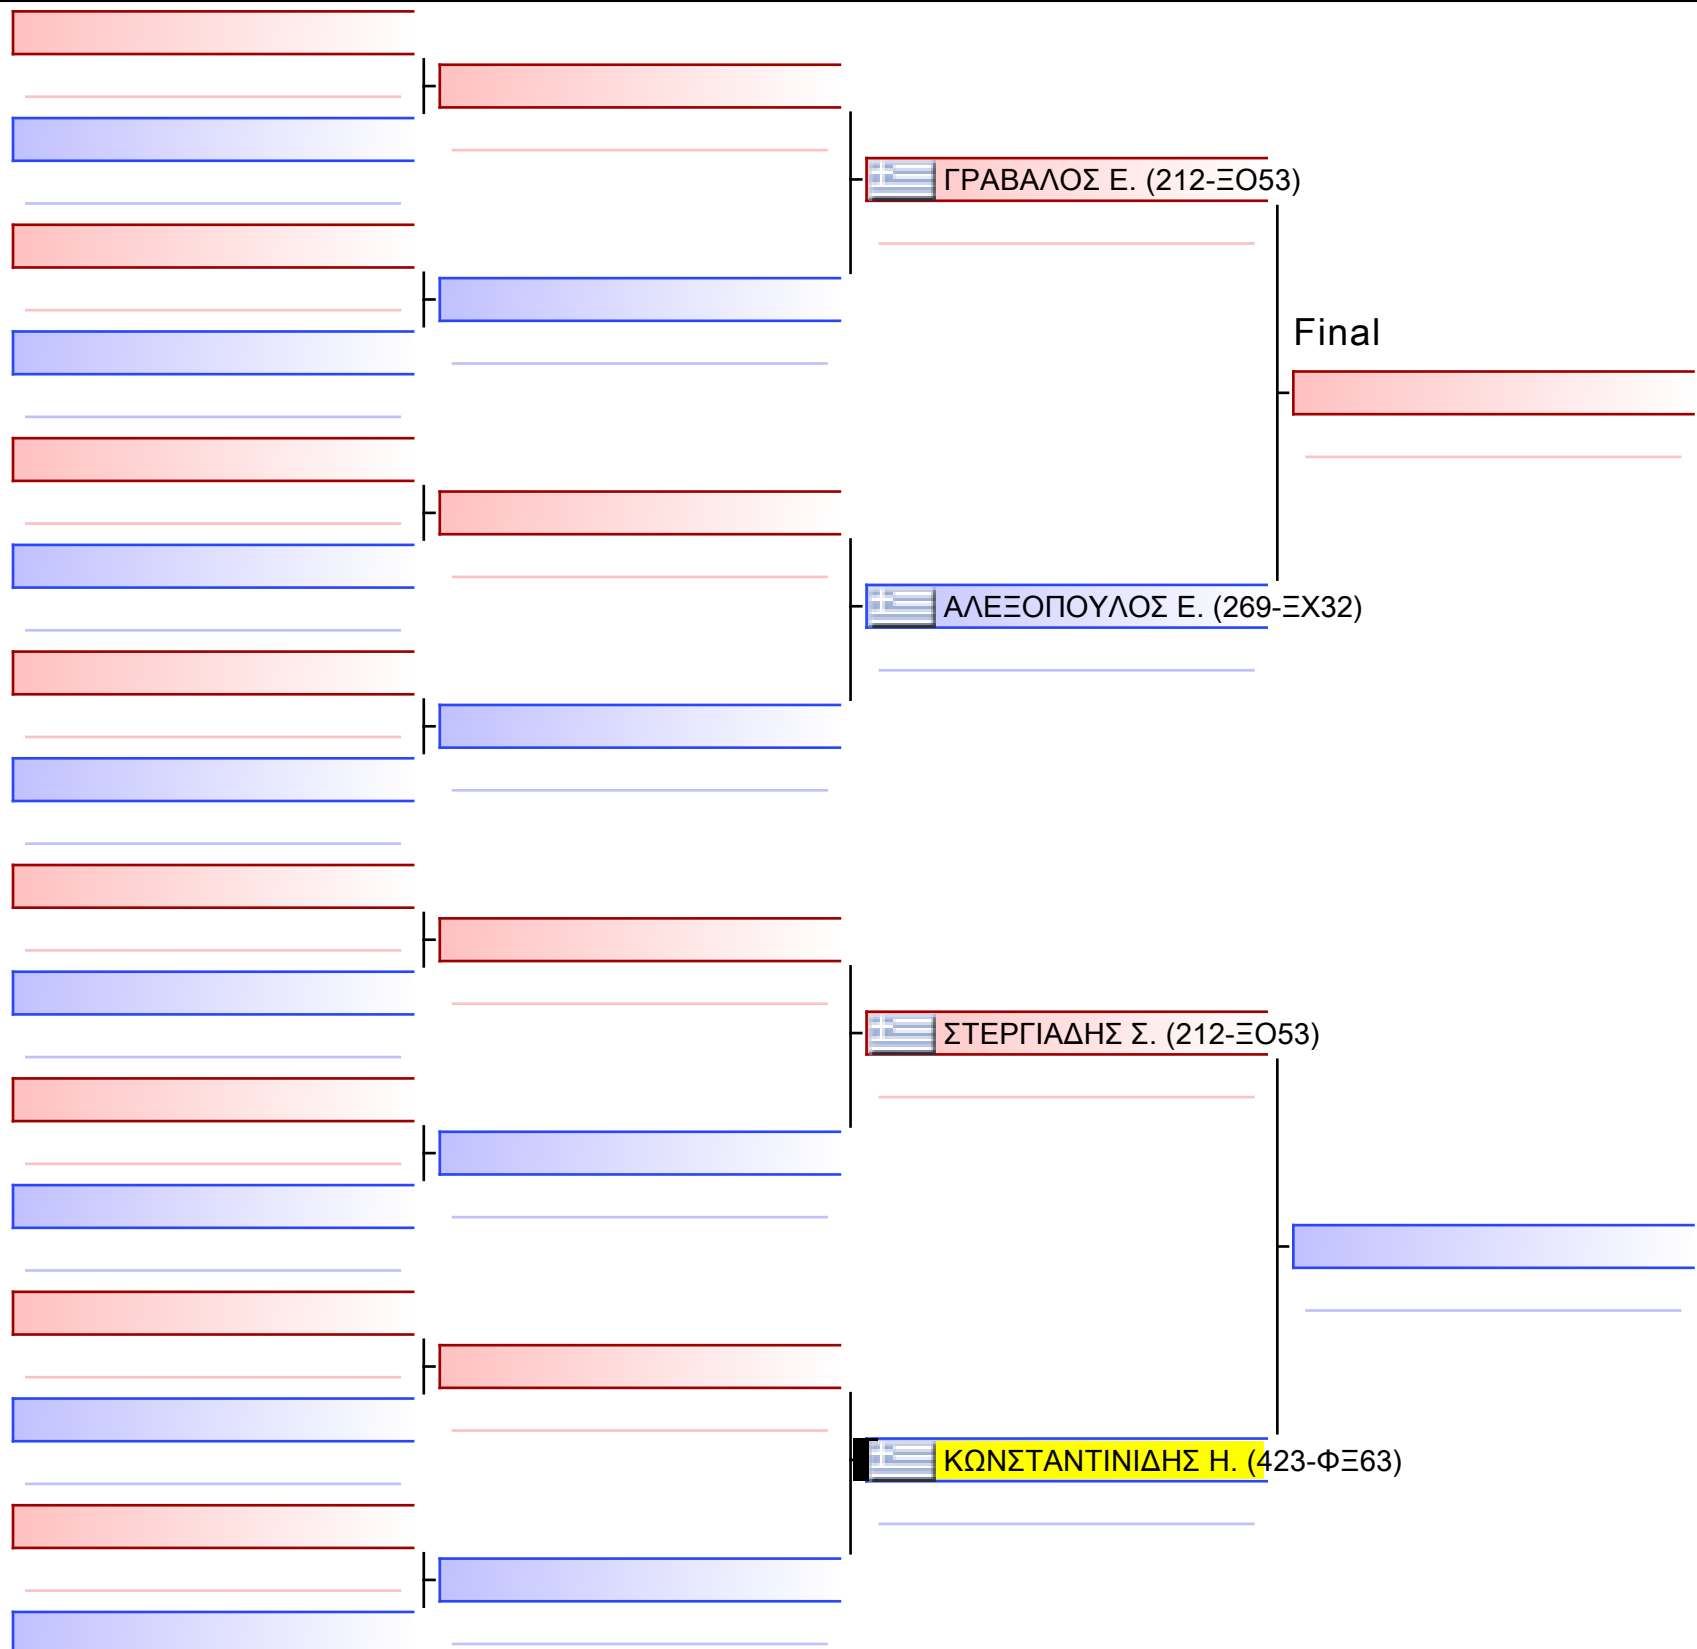 ΓΡΑΒΑΛΟΣ Ε. (212-ΞΟ53)
Final
ΑΛΕΞΟΠΟΥΛΟΣ Ε. (269-ΞΧ32)
ΣΤΕΡΓΙΑΔΗΣ Σ. (212-ΞΟ53)
ΚΩΝΣΤΑΝΤΙΝΙΔΗΣ Η. (423-ΦΞ63)